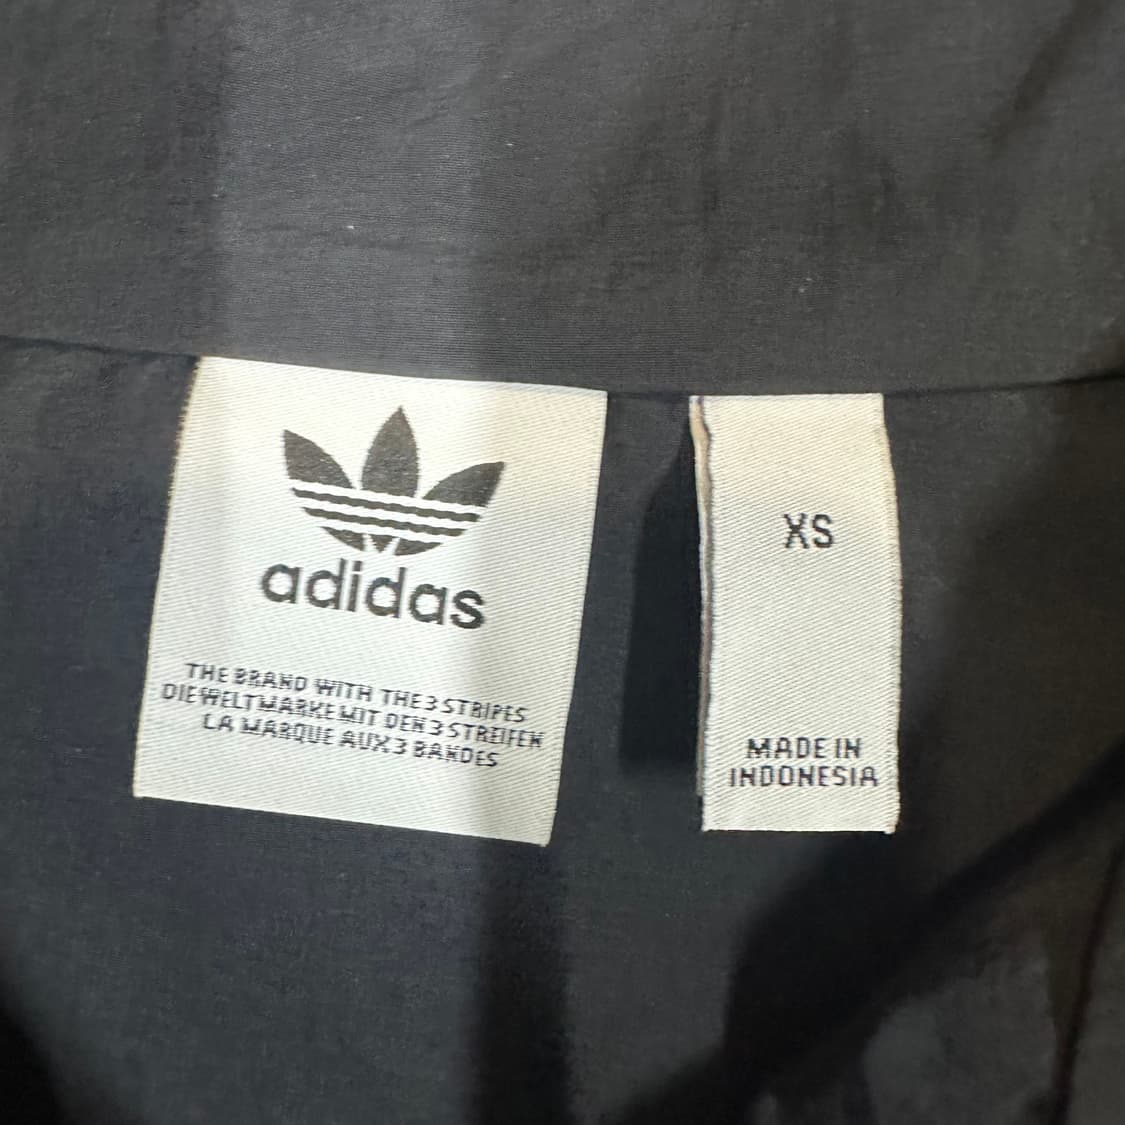 adidas
THE BRAND WITH THE 3 STRIPES
DIE WELTMARKE MIT DEN 3 STREIFEN
LA MARQUE AUX 3 BANDES
XS
MADE IN
INDONESIA